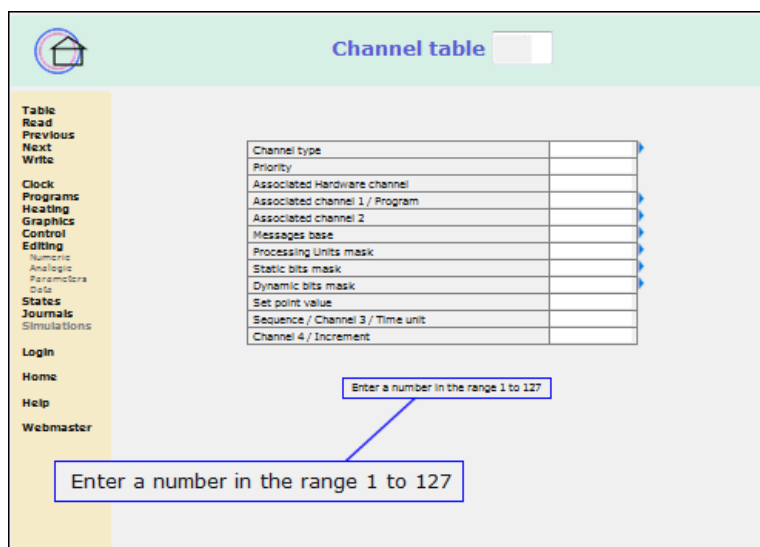 Channel table
Table
Read
Previous
Next
Write
Clock
Programs
Heating
Graphics
Control
Editing
Numeric
Analogic
Parameters
Data
States
Journals
Simulations
Login
Home
Help
Webmaster
Channel type
Priority
Associated Hardware channel
Associated channel 1 / Program
Associated channel 2
Messages base
Processing Units mask
Static bits mask
Dynamic bits mask
Set point value
Sequence / Channel 3 / Time unit
Channel 4 / Increment
Enter a number in the range 1 to 127
Enter a number in the range 1 to 127